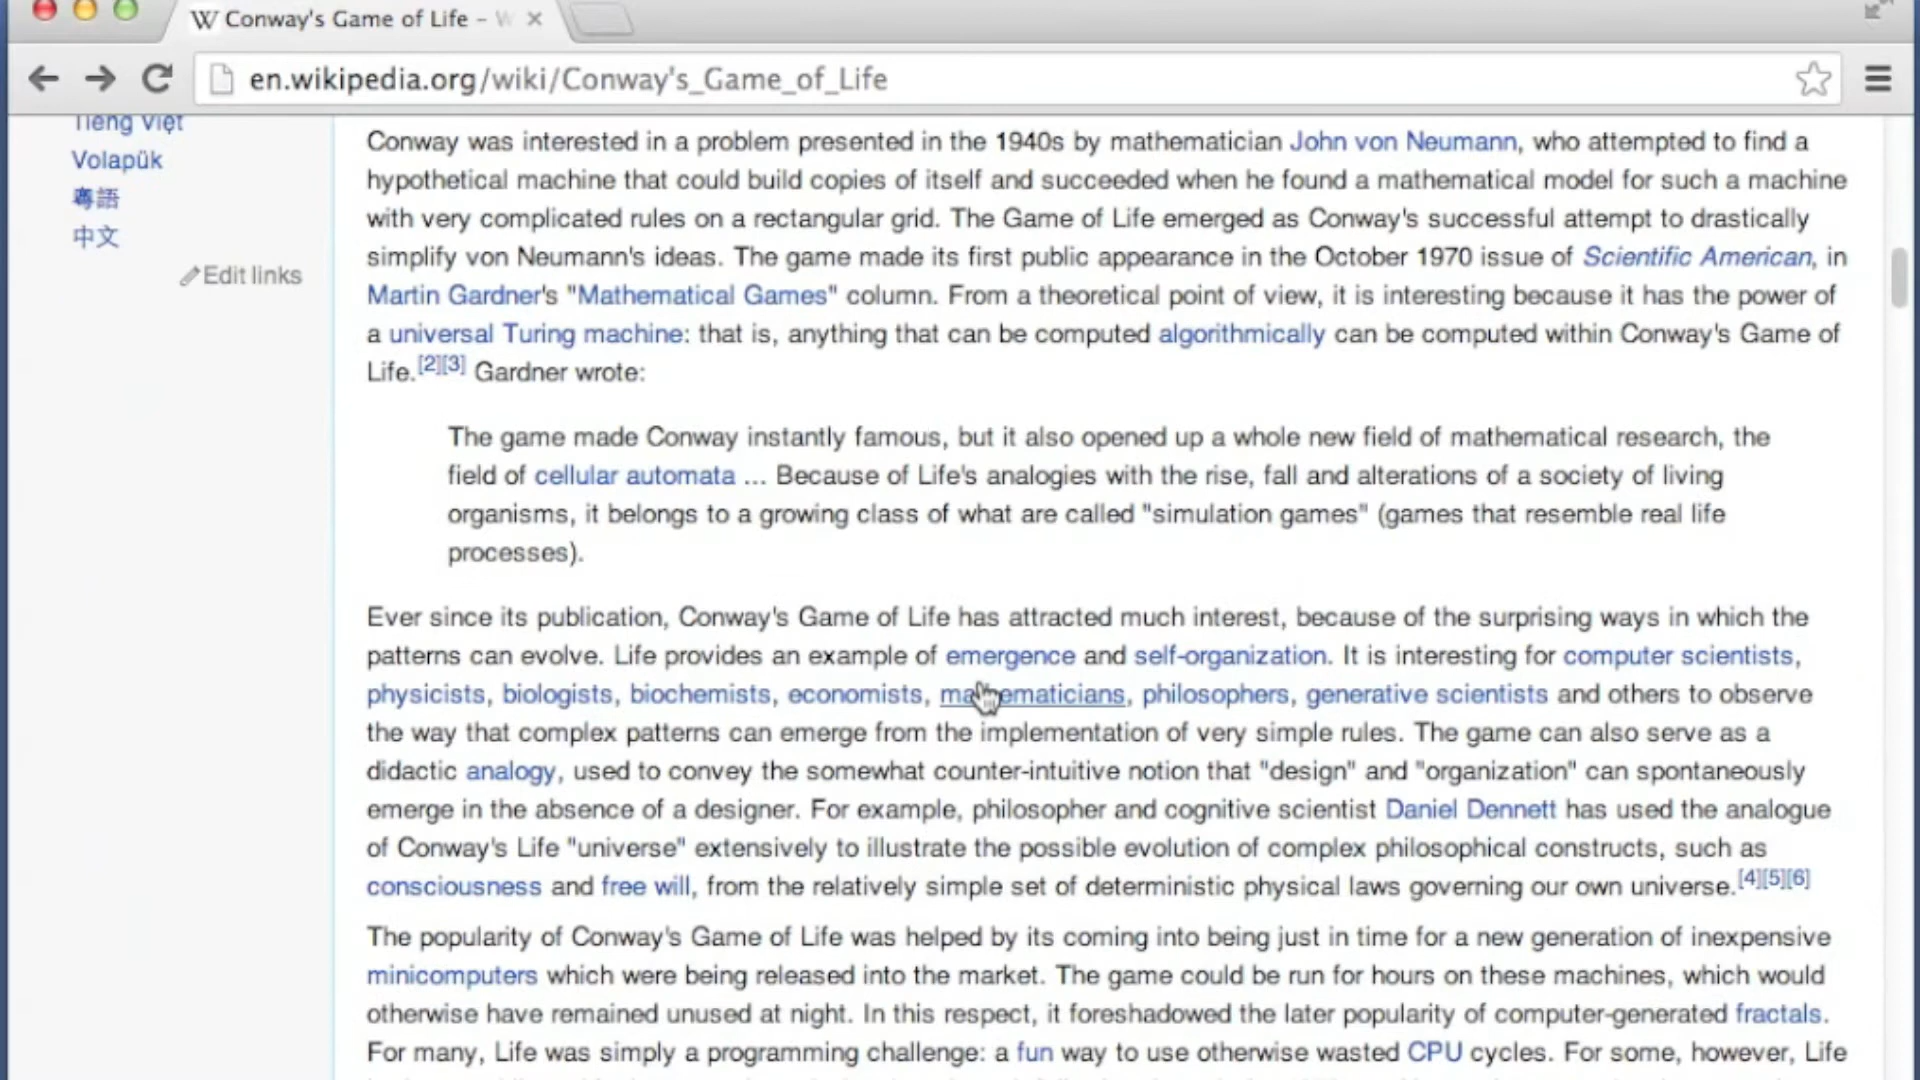 Conway's Game of Life - W
en.wikipedia.org/wiki/Conway's_Game_of_Life
Tiếng Việt
Volapük
粵語
中文
Edit links
Conway was interested in a problem presented in the 1940s by mathematician John von Neumann, who attempted to find a
hypothetical machine that could build copies of itself and succeeded when he found a mathematical model for such a machine
with very complicated rules on a rectangular grid. The Game of Life emerged as Conway's successful attempt to drastically
simplify von Neumann's ideas. The game made its first public appearance in the October 1970 issue of Scientific American, in
Martin Gardner's "Mathematical Games" column. From a theoretical point of view, it is interesting because it has the power of
a universal Turing machine: that is, anything that can be computed algorithmically can be computed within Conway's Game of
Life.[2][3] Gardner wrote:
The game made Conway instantly famous, but it also opened up a whole new field of mathematical research, the
field of cellular automata ... Because of Life's analogies with the rise, fall and alterations of a society of living
organisms, it belongs to a growing class of what are called "simulation games" (games that resemble real life
processes).
Ever since its publication, Conway's Game of Life has attracted much interest, because of the surprising ways in which the
patterns can evolve. Life provides an example of emergence and self-organization. It is interesting for computer scientists,
physicists, biologists, biochemists, economists, mathematicians, philosophers, generative scientists and others to observe
the way that complex patterns can emerge from the implementation of very simple rules. The game can also serve as a
didactic analogy, used to convey the somewhat counter-intuitive notion that "design" and "organization" can spontaneously
emerge in the absence of a designer. For example, philosopher and cognitive scientist Daniel Dennett has used the analogue
of Conway's Life "universe" extensively to illustrate the possible evolution of complex philosophical constructs, such as
consciousness and free will, from the relatively simple set of deterministic physical laws governing our own universe.[4][5][6]
The popularity of Conway's Game of Life was helped by its coming into being just in time for a new generation of inexpensive
minicomputers which were being released into the market. The game could be run for hours on these machines, which would
otherwise have remained unused at night. In this respect, it foreshadowed the later popularity of computer-generated fractals.
For many, Life was simply a programming challenge: a fun way to use otherwise wasted CPU cycles. For some, however, Life